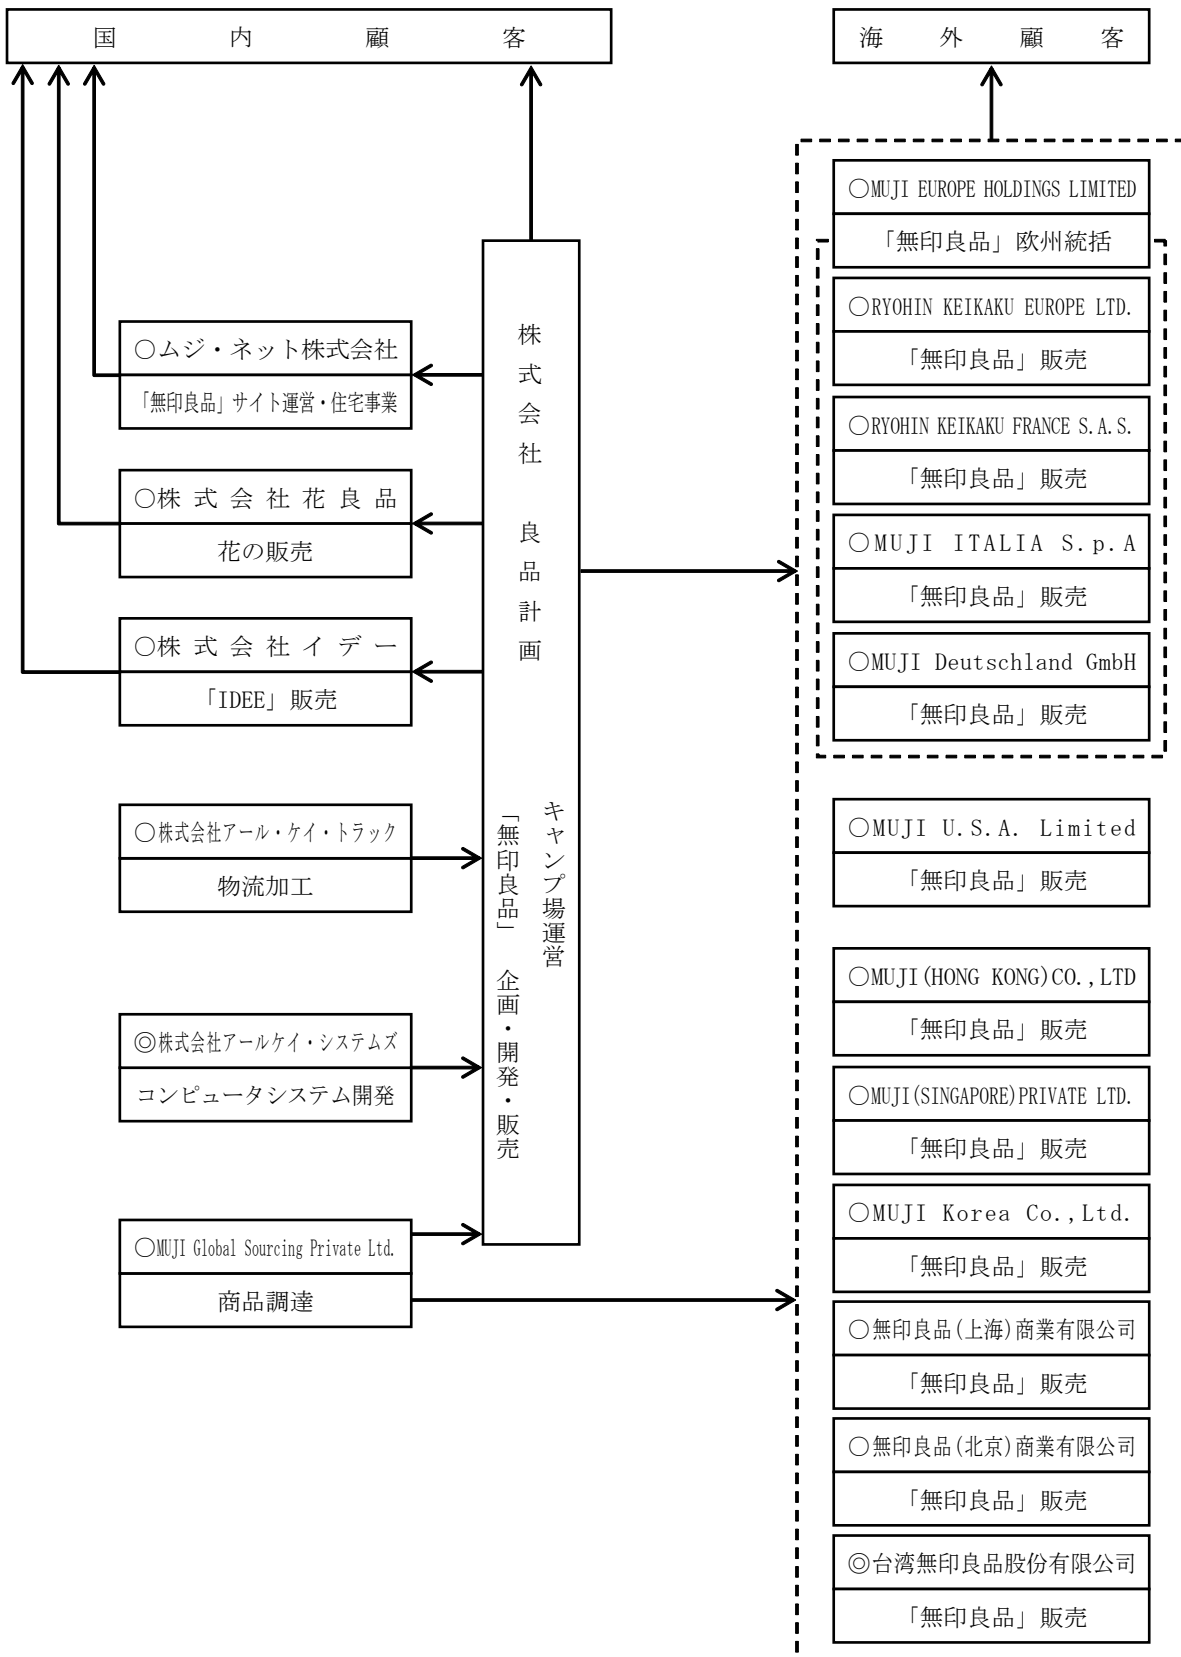 国内顧客
海外顧客
○ムジ・ネット株式会社
「無印良品」サイト運営・住宅事業
○株式会社花良品
花の販売
○株式会社イデー
「IDEE」販売
○株式会社アール・ケイ・トラック
物流加工
◎株式会社アールケイ・システムズ
コンピュータシステム開発
○MUJI Global Sourcing Private Ltd.
商品調達
株式会社 良品計画
キャンプ場運営
「無印良品」 企画・開発・販売
○MUJI EUROPE HOLDINGS LIMITED
「無印良品」欧州統括
○RYOHIN KEIKAKU EUROPE LTD.
「無印良品」販売
○RYOHIN KEIKAKU FRANCE S.A.S.
「無印良品」販売
○MUJI ITALIA S.p.A
「無印良品」販売
○MUJI Deutschland GmbH
「無印良品」販売
○MUJI U.S.A. Limited
「無印良品」販売
○MUJI(HONG KONG)CO.,LTD
「無印良品」販売
○MUJI(SINGAPORE)PRIVATE LTD.
「無印良品」販売
○MUJI Korea Co.,Ltd.
「無印良品」販売
○無印良品(上海)商業有限公司
「無印良品」販売
○無印良品(北京)商業有限公司
「無印良品」販売
◎台湾無印良品股份有限公司
「無印良品」販売